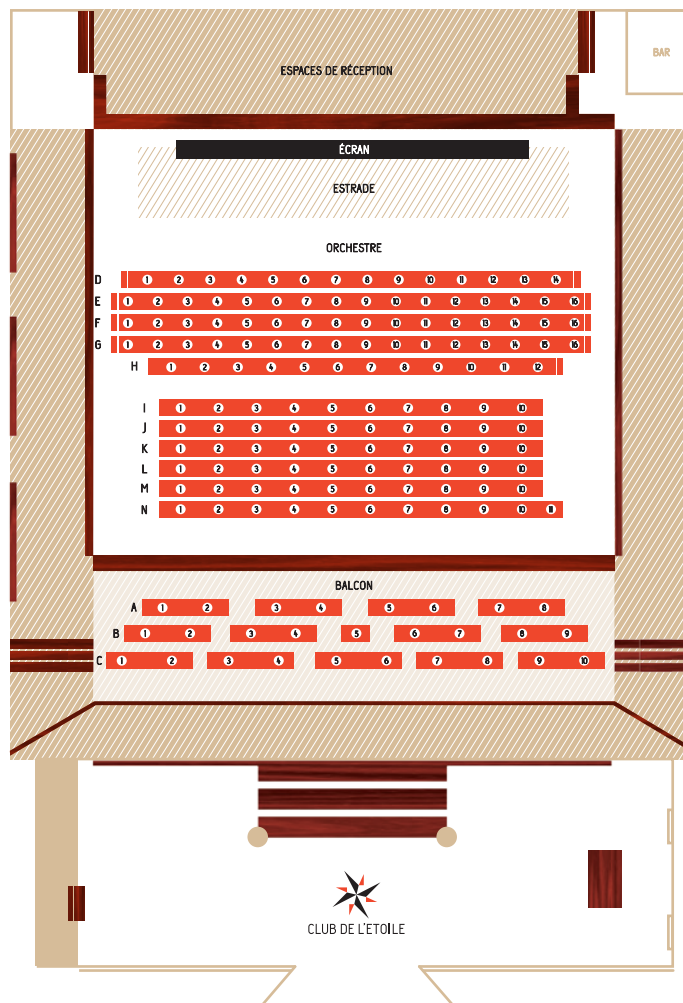 BAR
ESPACES DE RÉCEPTION
ÉCRAN
ESTRADE
ORCHESTRE
D 1 2 3 4 5 6 7 8 9 10 11 12 13 14
E 1 2 3 4 5 6 7 8 9 10 11 12 13 14 15 16
F 1 2 3 4 5 6 7 8 9 10 11 12 13 14 15 16
G 1 2 3 4 5 6 7 8 9 10 11 12 13 14 15 16
H 1 2 3 4 5 6 7 8 9 10 11 12
I 1 2 3 4 5 6 7 8 9 10
J 1 2 3 4 5 6 7 8 9 10
K 1 2 3 4 5 6 7 8 9 10
L 1 2 3 4 5 6 7 8 9 10
M 1 2 3 4 5 6 7 8 9 10
N 1 2 3 4 5 6 7 8 9 10 11
BALCON
A 1 2 3 4 5 6 7 8
B 1 2 3 4 5 6 7 8 9
C 1 2 3 4 5 6 7 8 9 10
CLUB DE L'ETOILE